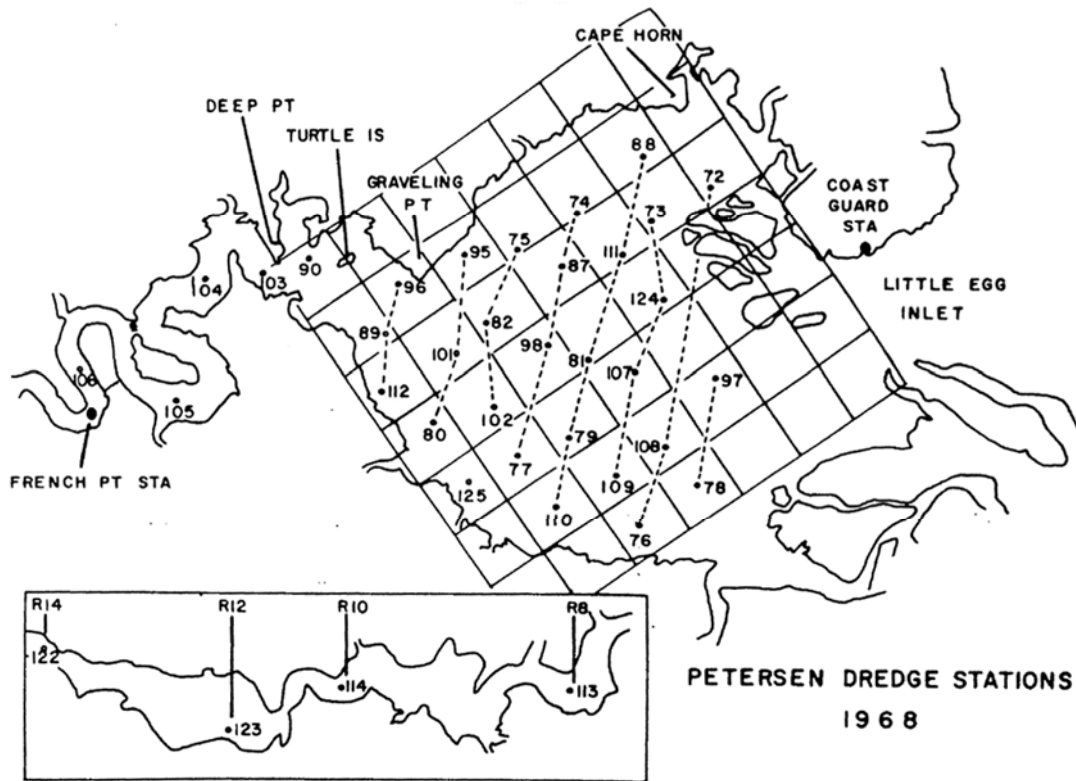 CAPE HORN
DEEP PT
TURTLE IS
GRAVELING
PT
COAST
GUARD
STA
LITTLE EGG
INLET
88
72
74
73
75
95
111
87
90
103
104
96
124
82
89
98
101
81
107
97
106
105
112
102
80
79
108
77
125
109
78
110
76
FRENCH PT STA
R14
R12
R10
R8
122
114
113
123
PETERSEN DREDGE STATIONS
1968